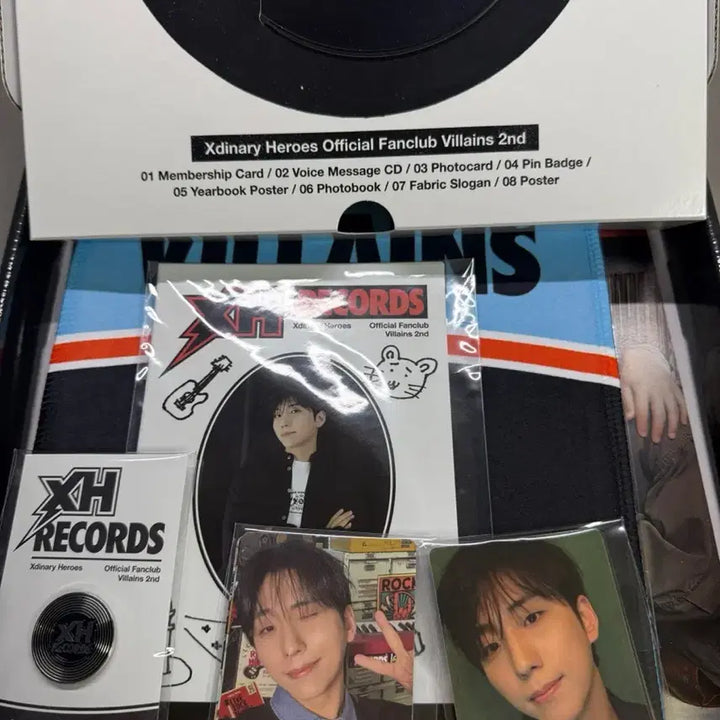 Xdinary Heroes Official Fanclub Villains 2nd
01 Membership Card / 02 Voice Message CD / 03 Photocard / 04 Pin Badge /
05 Yearbook Poster / 06 Photobook / 07 Fabric Slogan / 08 Poster
VILLAINS
XH RECORDS
Xdinary Heroes Official Fanclub
Villains 2nd
XH
RECORDS
Xdinary Heroes Official Fanclub
Villains 2nd
XH
RECORDS
ROCK